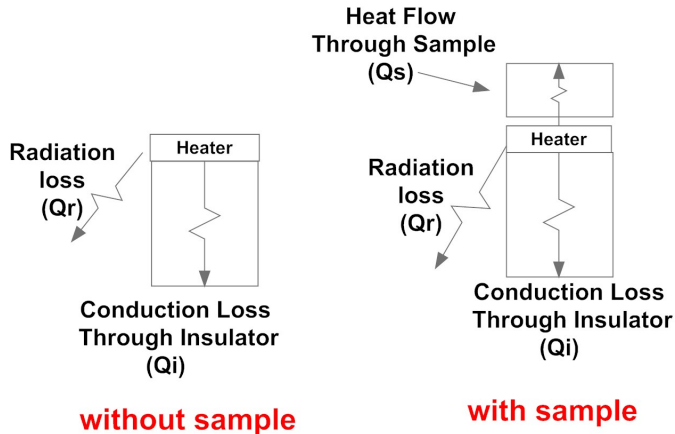 Heat Flow
Through Sample
(Qs)
Heater
Radiation
loss
(Qr)
Conduction Loss
Through Insulator
(Qi)
without sample
Heater
Radiation
loss
(Qr)
Conduction Loss
Through Insulator
(Qi)
with sample